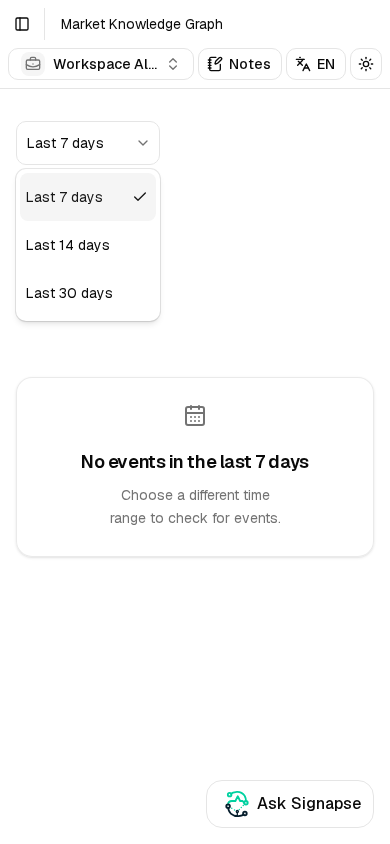 Market Knowledge Graph
Workspace Al...
Notes
EN
Last 7 days
Last 7 days
Last 14 days
Last 30 days
No events in the last 7 days
Choose a different time
range to check for events.
Ask Signapse